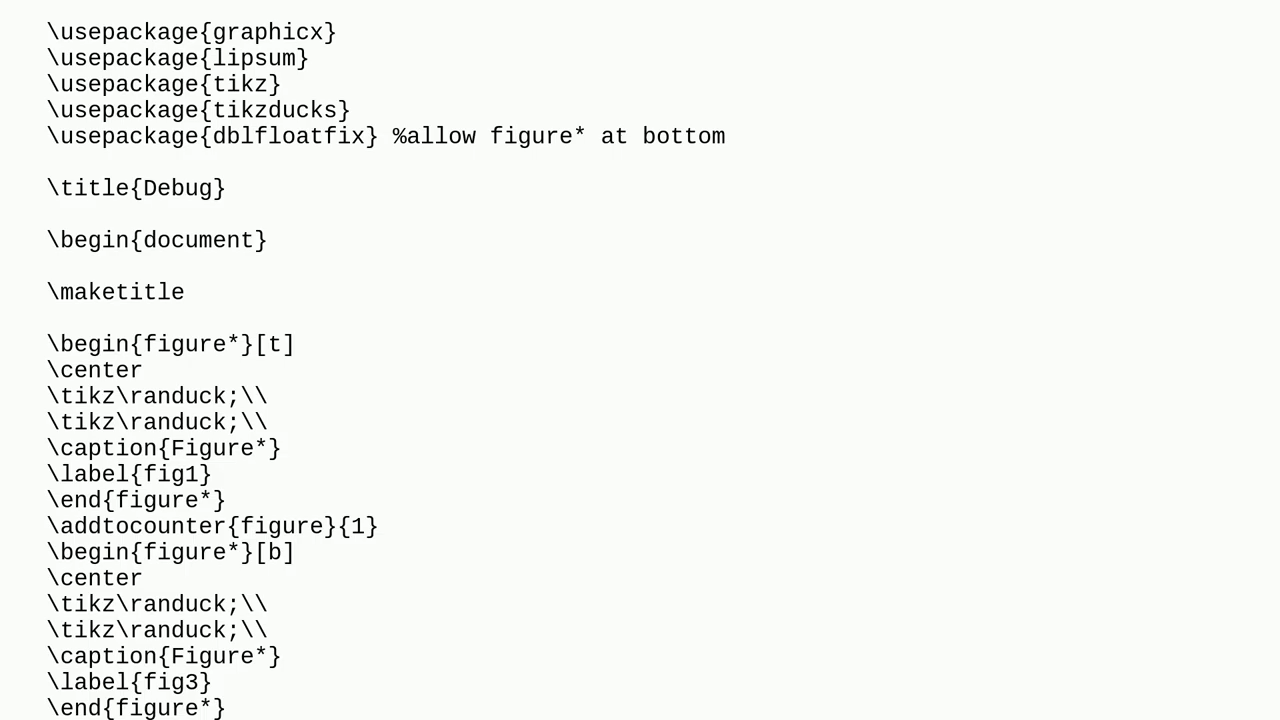 \usepackage{graphicx}
\usepackage{lipsum}
\usepackage{tikz}
\usepackage{tikzducks}
\usepackage{dblfloatfix} %allow figure* at bottom
\title{Debug}
\begin{document}
\maketitle
\begin{figure*}[t]
\center
\tikz\randuck;\\
\tikz\randuck;\\
\caption{Figure*}
\label{fig1}
\end{figure*}
\addtocounter{figure}{1}
\begin{figure*}[b]
\center
\tikz\randuck;\\
\tikz\randuck;\\
\caption{Figure*}
\label{fig3}
\end{figure*}